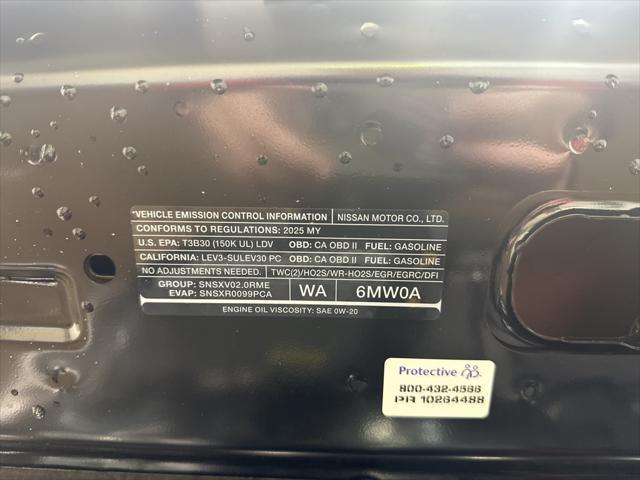 *VEHICLE EMISSION CONTROL INFORMATION NISSAN MOTOR CO., LTD.
CONFORMS TO REGULATIONS: 2025 MY
U.S. EPA: T3B30 (150K UL) LDV OBD: CA OBD II FUEL: GASOLINE
CALIFORNIA: LEV3-SULEV30 PC OBD: CA OBD II FUEL: GASOLINE
NO ADJUSTMENTS NEEDED. TWC(2)/HO2S/WR-HO2S/EGR/EGRC/DFI
GROUP: SNSXV02.0RME
EVAP: SNSXR0099PCA
WA 6MW0A
ENGINE OIL VISCOSITY: SAE 0W-20
Protective
800-432-4566
PR 10264488